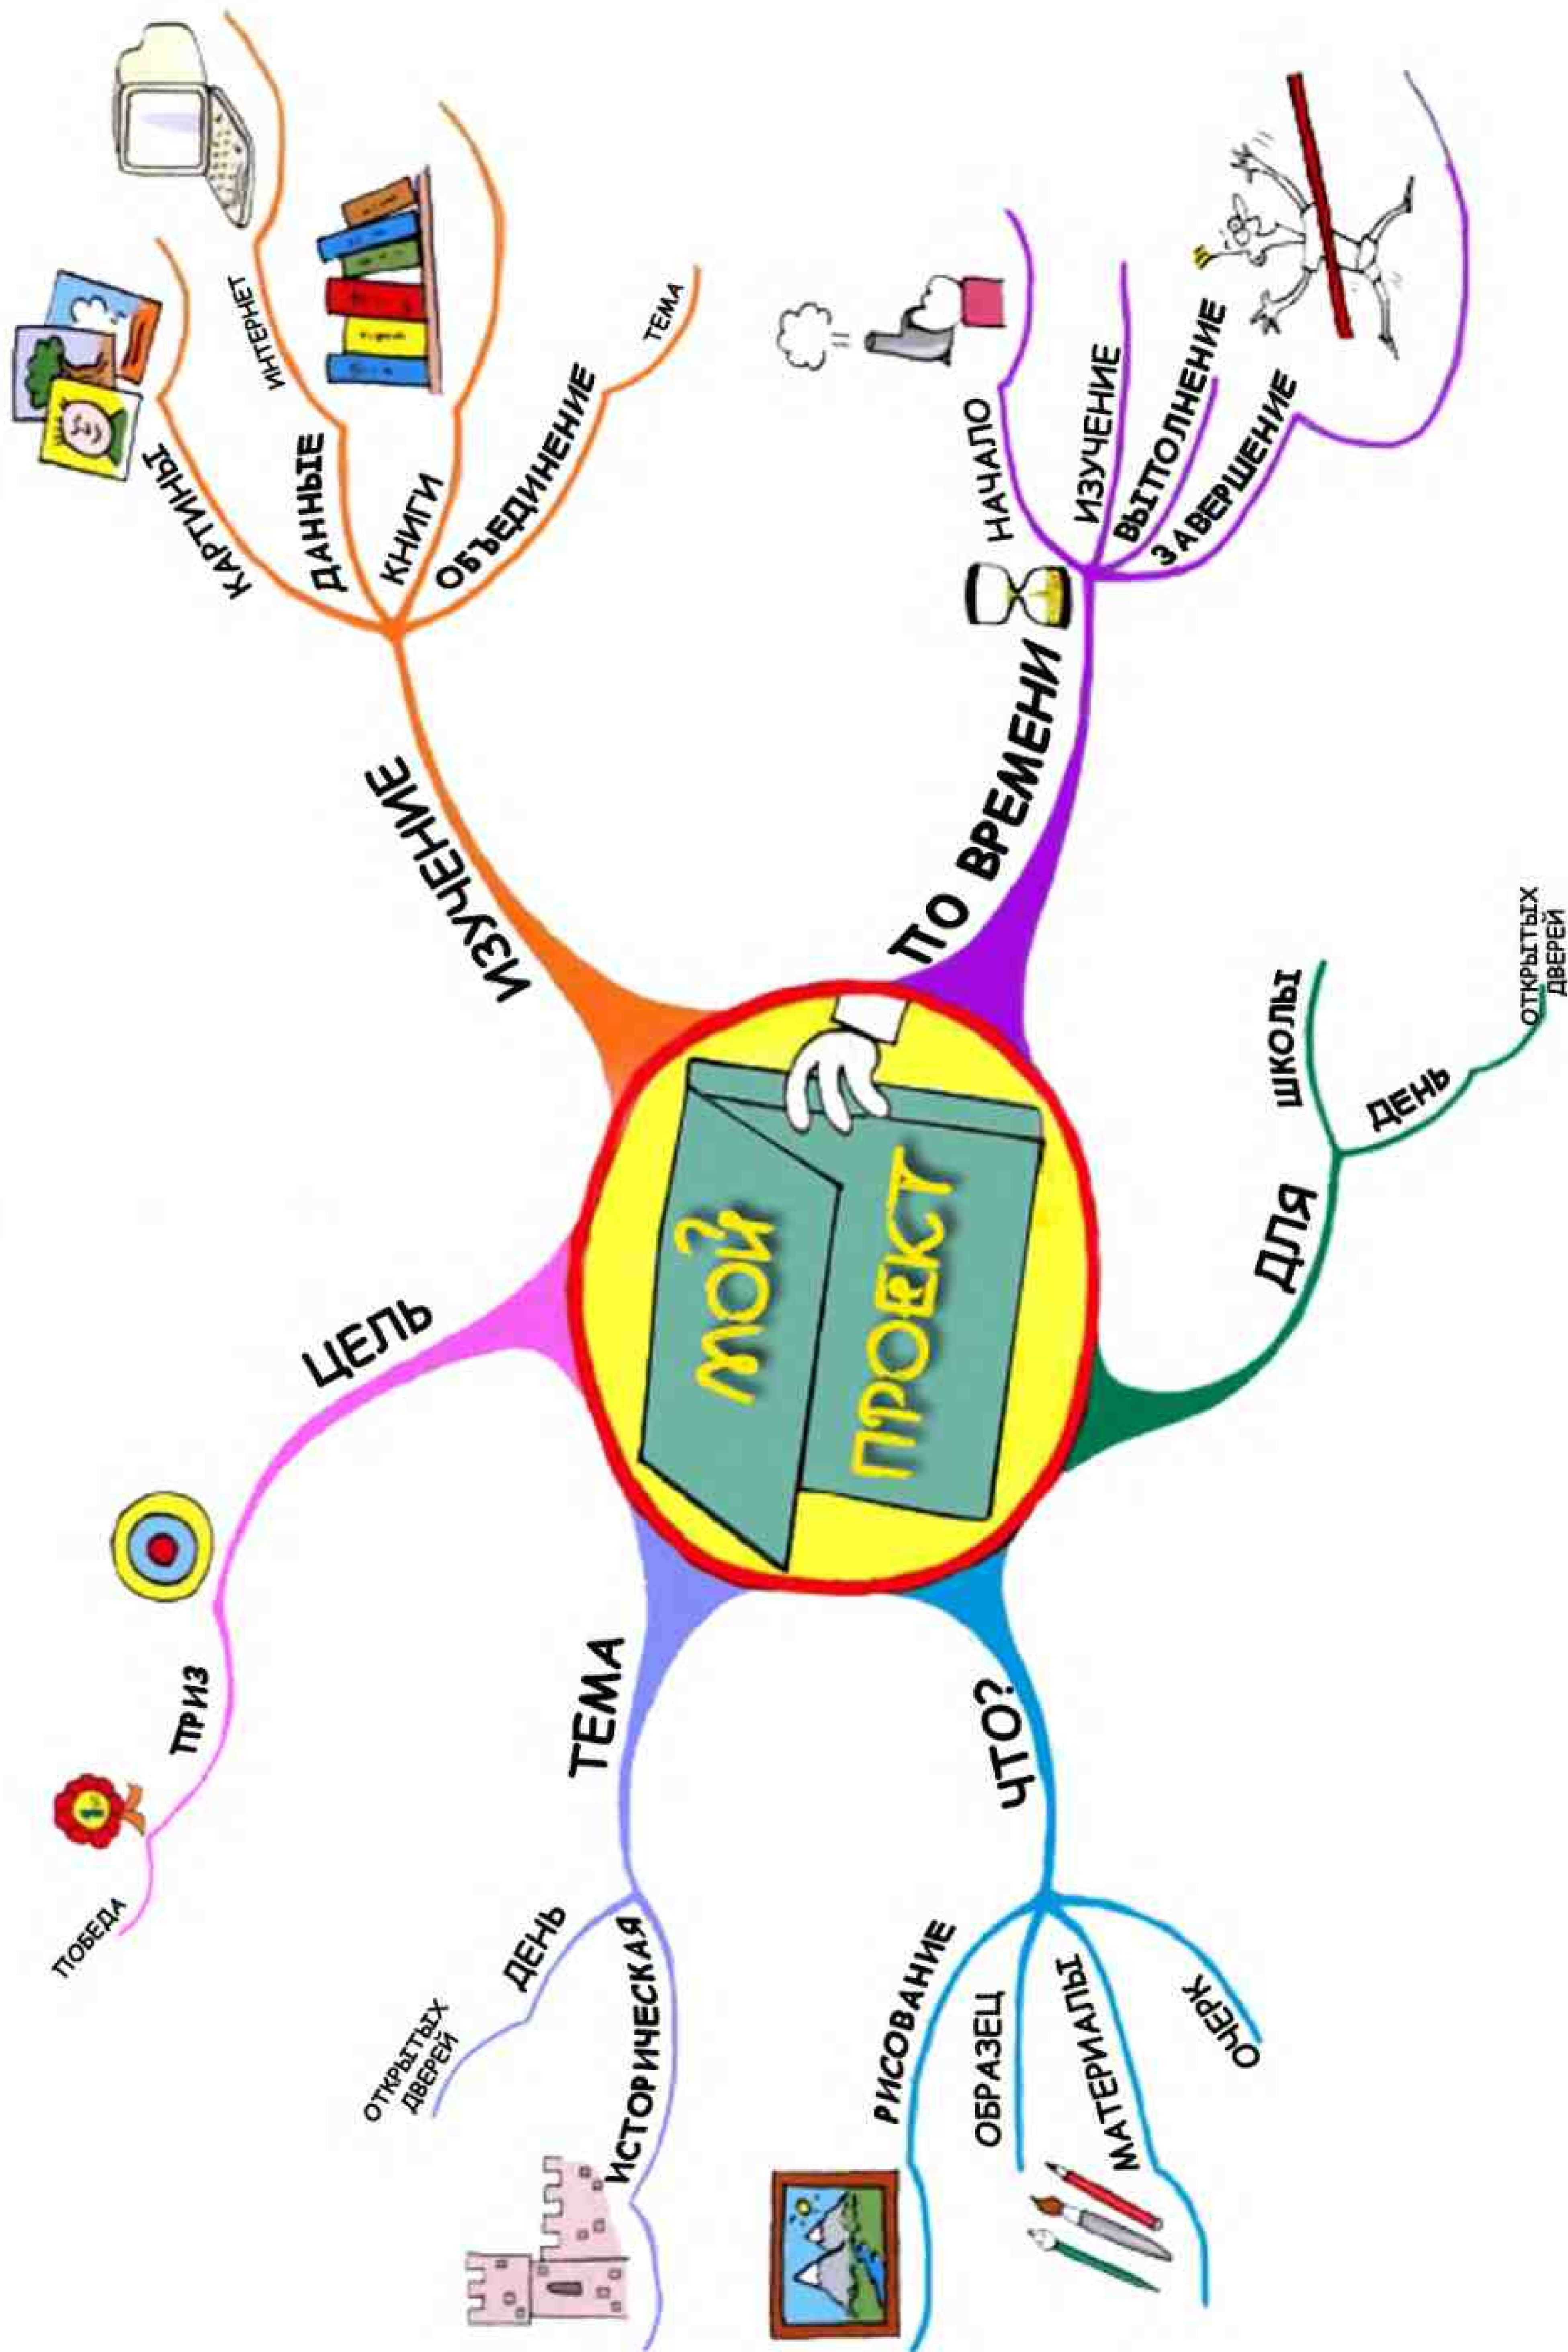 МОЙ
ПРОЕКТ
ИЗУЧЕНИЕ
КАРТИНЫ
ДАННЫЕ
ИНТЕРНЕТ
КНИГИ
ОБЪЕДИНЕНИЕ
ТЕМА
ПО ВРЕМЕНИ
НАЧАЛО
ИЗУЧЕНИЕ
ВЫПОЛНЕНИЕ
ЗАВЕРШЕНИЕ
ДЛЯ
ШКОЛЫ
ДЕНЬ
ОТКРЫТЫХ
ДВЕРЕЙ
ЧТО?
РИСОВАНИЕ
ОБРАЗЕЦ
МАТЕРИАЛЫ
ОЧЕРК
ТЕМА
ДЕНЬ
ОТКРЫТЫХ
ДВЕРЕЙ
ИСТОРИЧЕСКАЯ
ЦЕЛЬ
ПРИЗ
ПОБЕДА